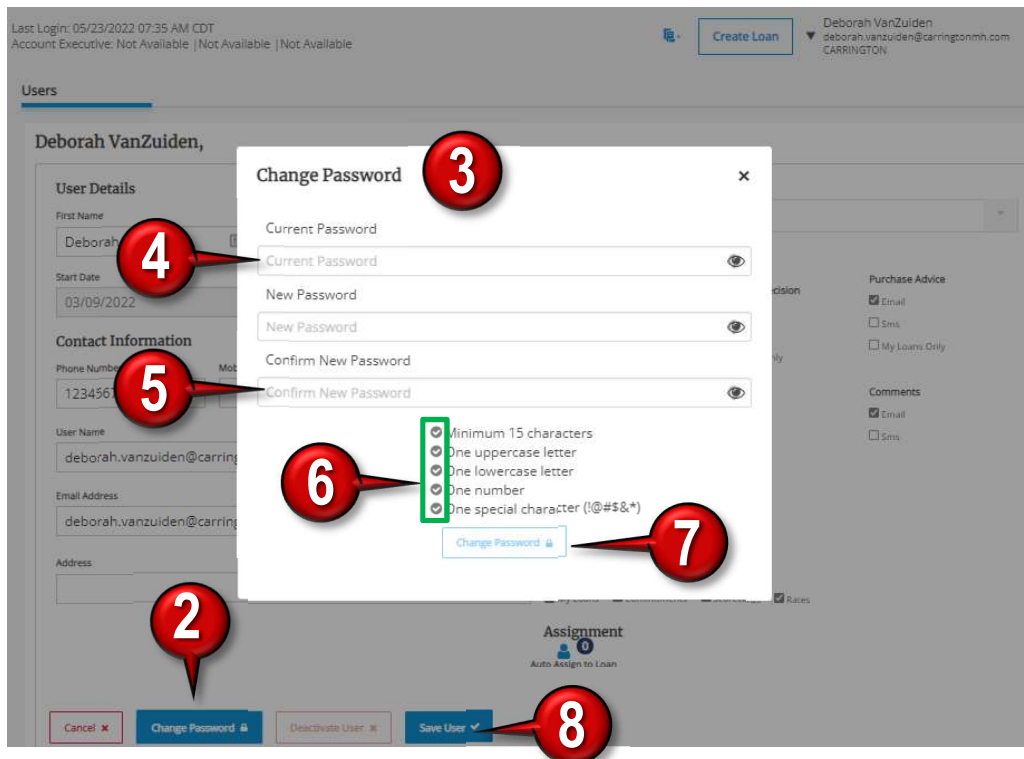 Last Login: 05/23/2022 07:35 AM CDT
Account Executive: Not Available |Not Available |Not Available
Create Loan
Deborah VanZuiden
deborah.vanzuiden@carringtonmh.com
CARRINGTON
Users
Deborah VanZuiden,
3
Change Password
×
User Details
First Name
Deborah
4
Current Password
Current Password
Start Date
03/09/2022
New Password
New Password
Purchase Advice
Email
Sms
My Loans Only
Contact Information
Phone Number
Mob
123456
5
Confirm New Password
Confirm New Password
Comments
Email
Sms
User Name
deborah.vanzuiden@carring
6
Minimum 15 characters
One uppercase letter
One lowercase letter
One number
One special character (!@#$&*)
Email Address
deborah.vanzuiden@carring
Change Password
7
Address
Rates
2
Assignment
0
Auto Assign to Loan
Cancel ×
Change Password
Deactivate User ×
Save User
8